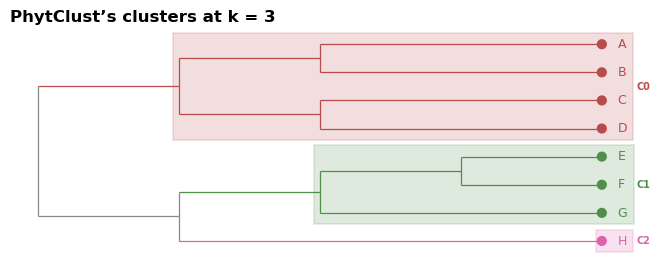 PhytClust’s clusters at k = 3
A
B
C0
C
D
E
F
C1
G
H
C2